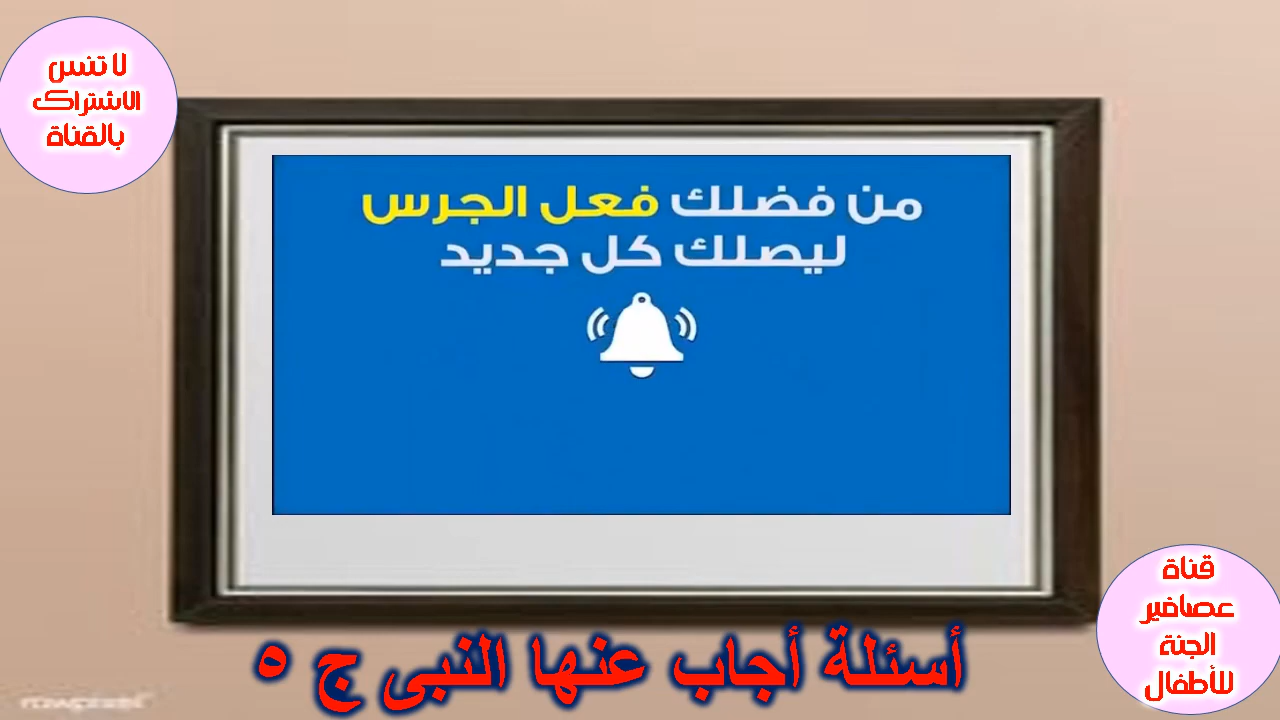 لا تنس
الاشتراك
بالقناة
من فضلك فعل الجرس
ليصلك كل جديد
أسئلة أجاب عنها النبى ج ٥
قناة
عصافير
الجنة
للأطفال